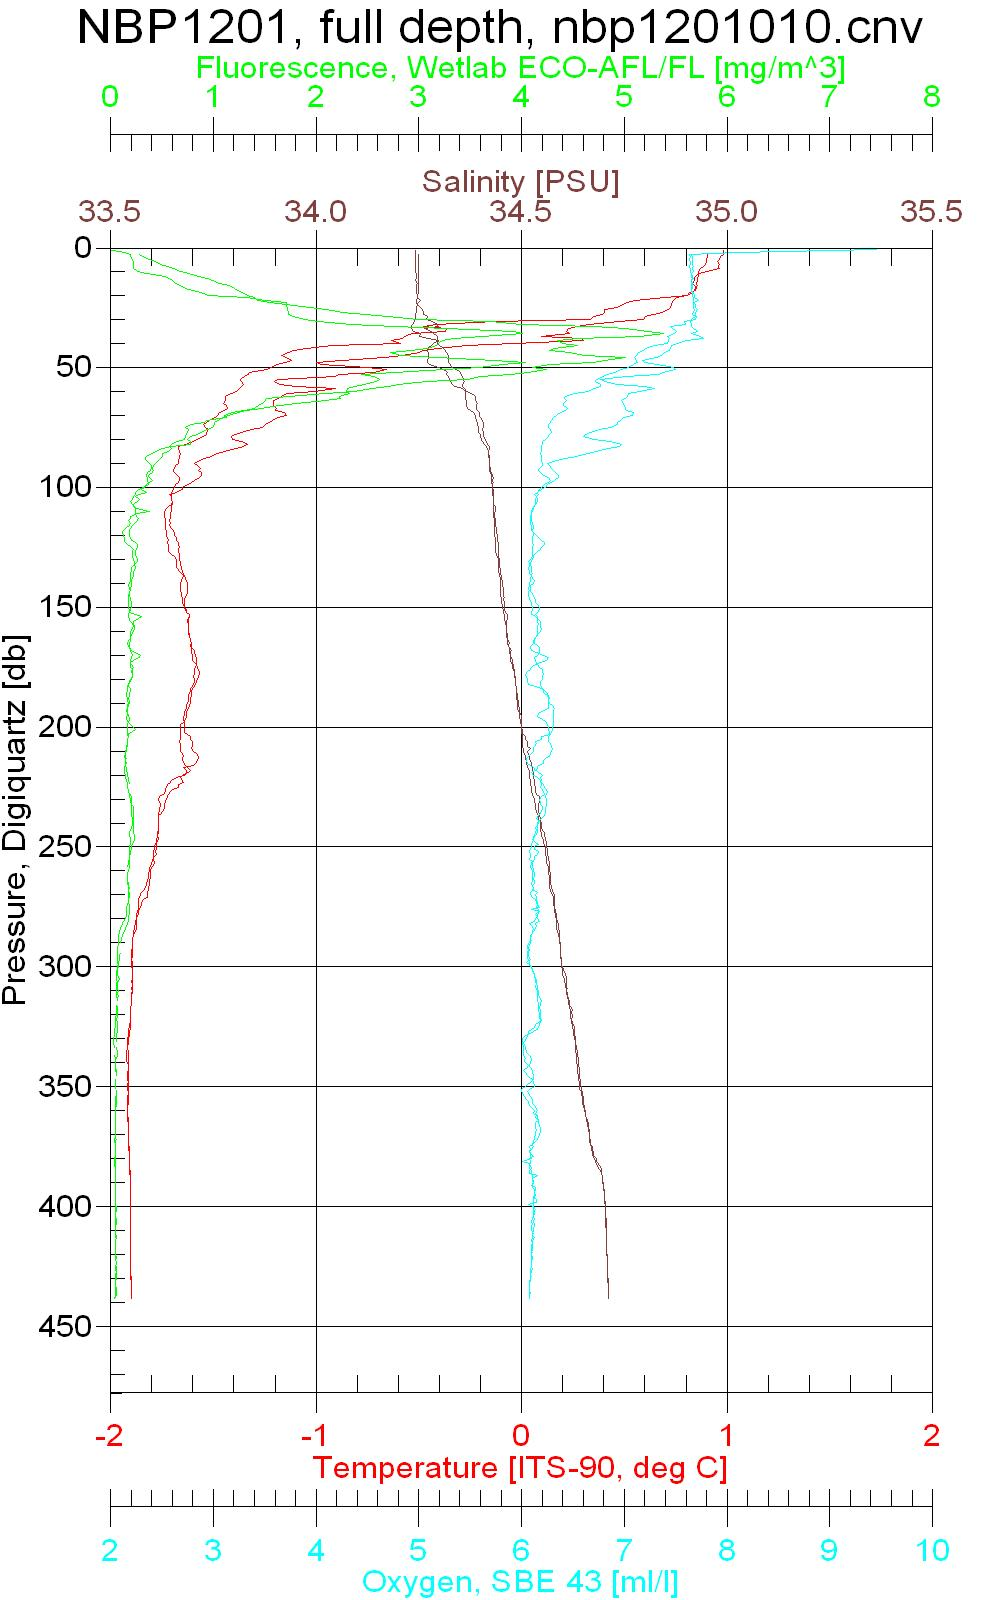 NBP1201, full depth, nbp1201010.cnv
Fluorescence, Wetlab ECO-AFL/FL [mg/m^3]
0 1 2 3 4 5 6 7 8
Salinity [PSU]
33.5 34.0 34.5 35.0 35.5
0
50
100
150
200
250
300
350
400
450
Pressure, Digiquartz [db]
-2 -1 0 1 2
Temperature [ITS-90, deg C]
2 3 4 5 6 7 8 9 10
Oxygen, SBE 43 [ml/l]